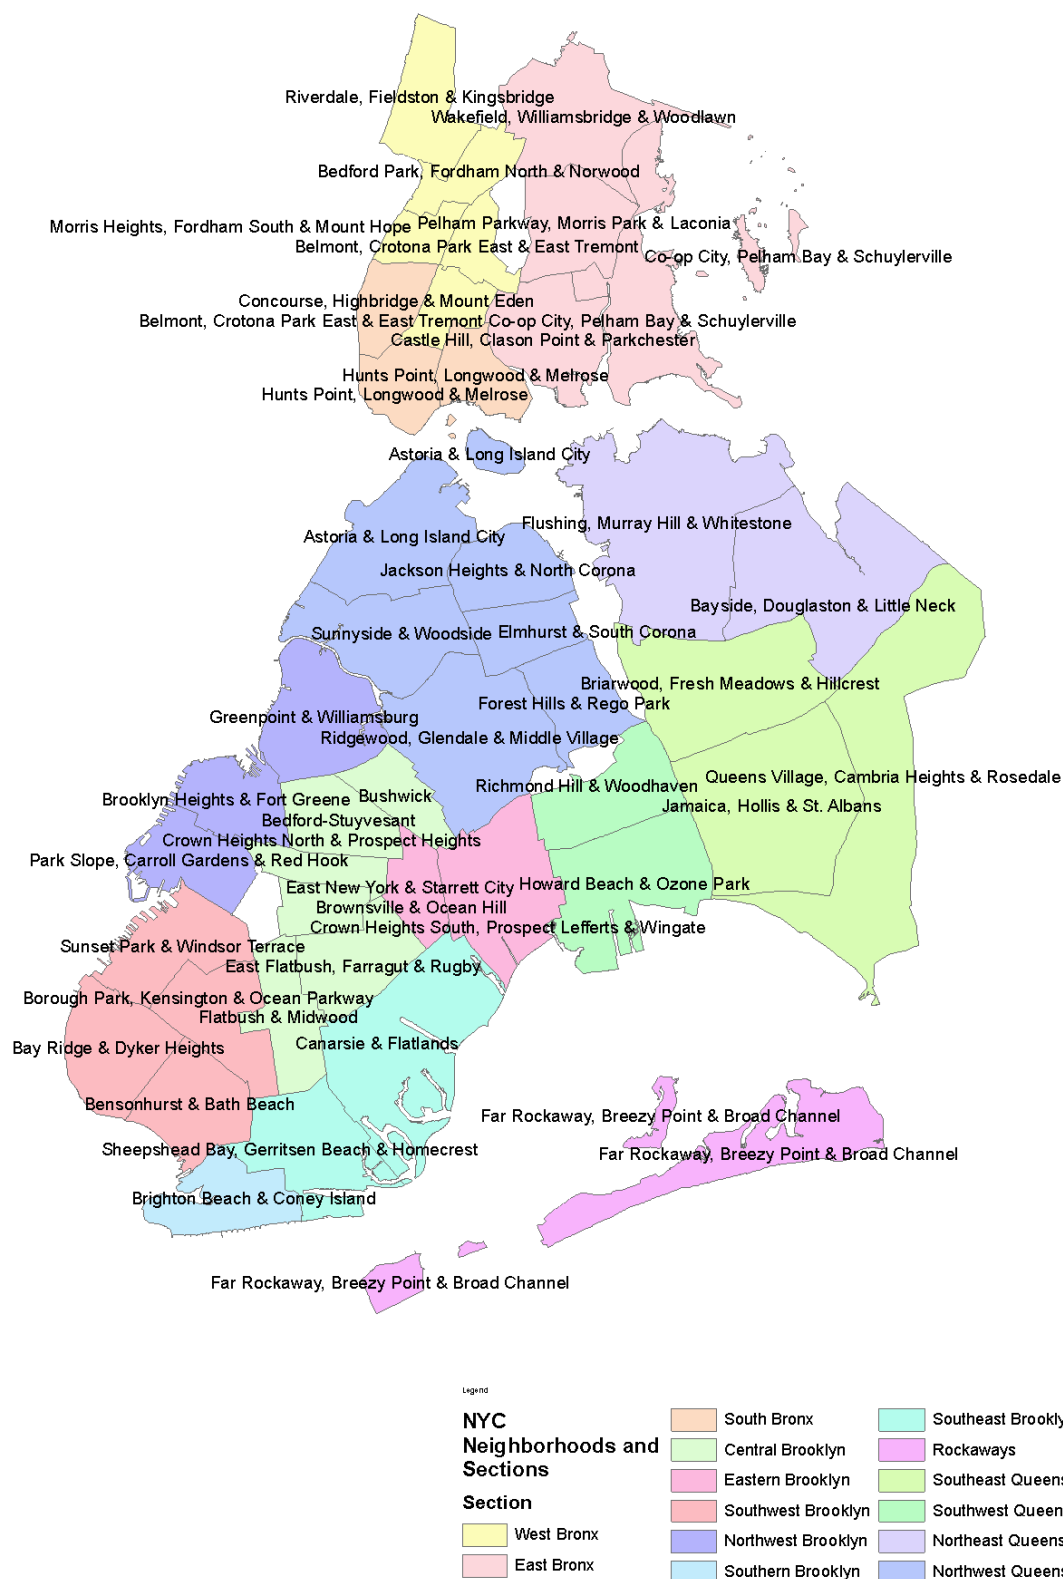 Riverdale, Fieldston & Kingsbridge
Wakefield, Williamsbridge & Woodlawn
Bedford Park, Fordham North & Norwood
Morris Heights, Fordham South & Mount Hope
Pelham Parkway, Morris Park & Laconia
Belmont, Crotona Park East & East Tremont
Co-op City, Pelham Bay & Schuylerville
Concourse, Highbridge & Mount Eden
Belmont, Crotona Park East & East Tremont
Co-op City, Pelham Bay & Schuylerville
Castle Hill, Clason Point & Parkchester
Hunts Point, Longwood & Melrose
Hunts Point, Longwood & Melrose
Astoria & Long Island City
Flushing, Murray Hill & Whitestone
Astoria & Long Island City
Jackson Heights & North Corona
Bayside, Douglaston & Little Neck
Sunnyside & Woodside
Elmhurst & South Corona
Briarwood, Fresh Meadows & Hillcrest
Forest Hills & Rego Park
Greenpoint & Williamsburg
Ridgewood, Glendale & Middle Village
Queens Village, Cambria Heights & Rosedale
Richmond Hill & Woodhaven
Bushwick
Brooklyn Heights & Fort Greene
Jamaica, Hollis & St. Albans
Bedford-Stuyvesant
Crown Heights North & Prospect Heights
Park Slope, Carroll Gardens & Red Hook
East New York & Starrett City
Howard Beach & Ozone Park
Brownsville & Ocean Hill
Crown Heights South, Prospect Lefferts & Wingate
Sunset Park & Windsor Terrace
East Flatbush, Farragut & Rugby
Borough Park, Kensington & Ocean Parkway
Flatbush & Midwood
Bay Ridge & Dyker Heights
Canarsie & Flatlands
Bensonhurst & Bath Beach
Far Rockaway, Breezy Point & Broad Channel
Sheepshead Bay, Gerritsen Beach & Homecrest
Far Rockaway, Breezy Point & Broad Channel
Brighton Beach & Coney Island
Far Rockaway, Breezy Point & Broad Channel
Legend
NYC
Neighborhoods and
Sections
Section
West Bronx
East Bronx
South Bronx
Central Brooklyn
Eastern Brooklyn
Southwest Brooklyn
Northwest Brooklyn
Southern Brooklyn
Southeast Brookly
Rockaways
Southeast Queens
Southwest Queen
Northeast Queens
Northwest Queens